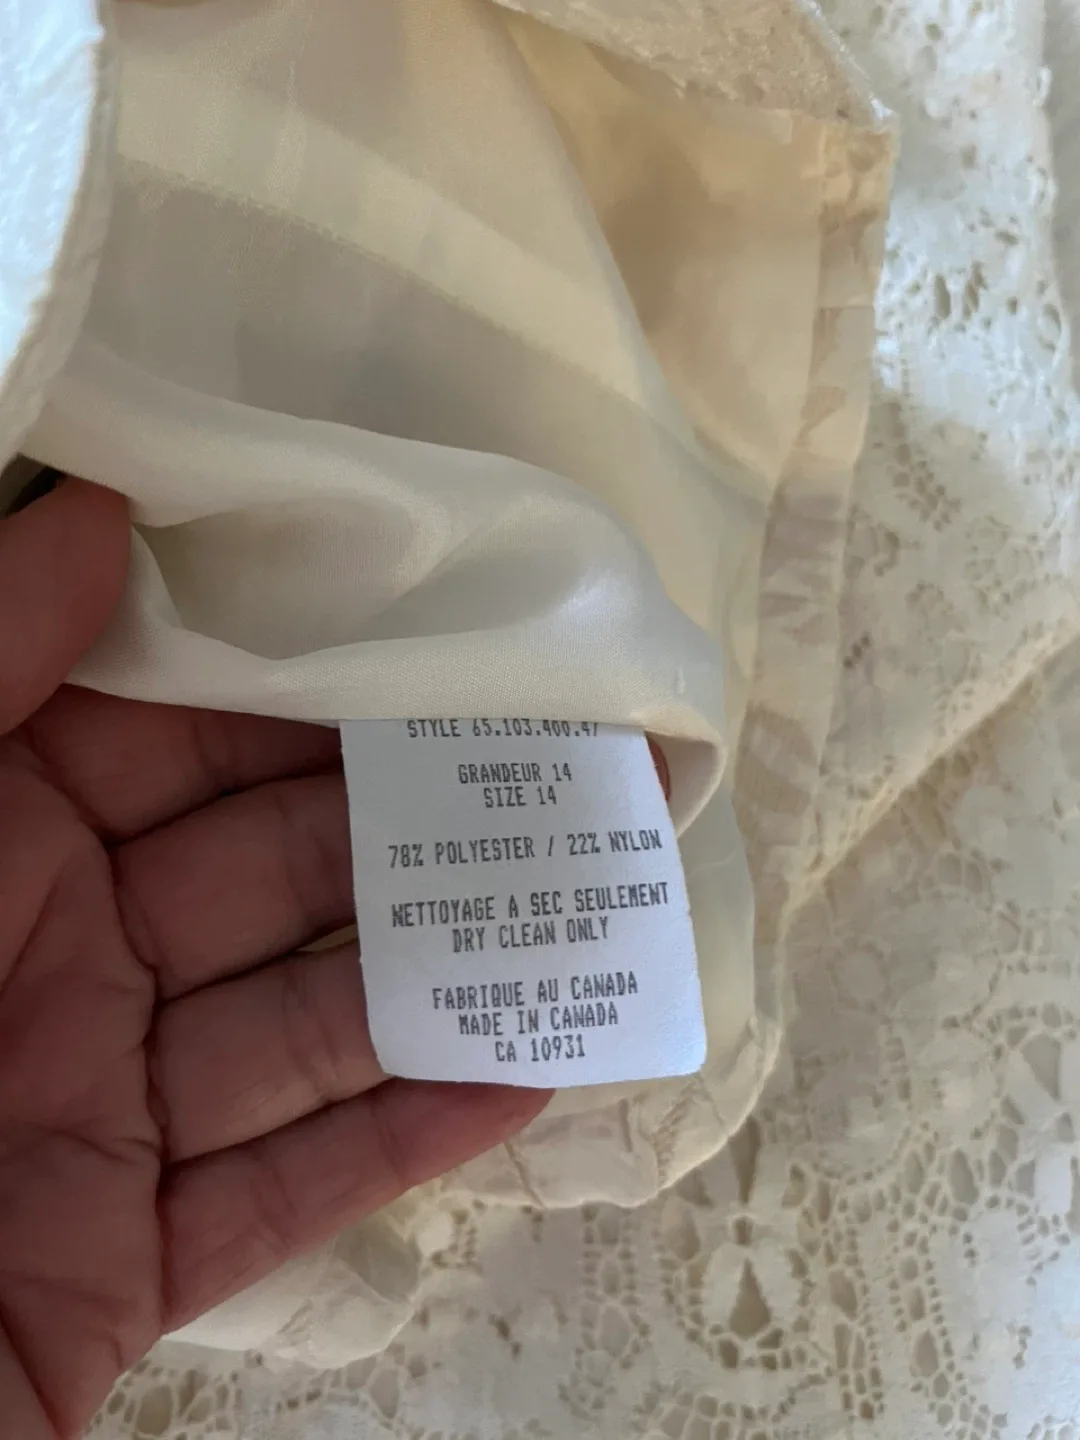 STYLE 65.103.400.47
GRANDEUR 14
SIZE 14
78% POLYESTER / 22% NYLON
NETTOYAGE A SEC SEULEMENT
DRY CLEAN ONLY
FABRIQUE AU CANADA
MADE IN CANADA
CA 10931